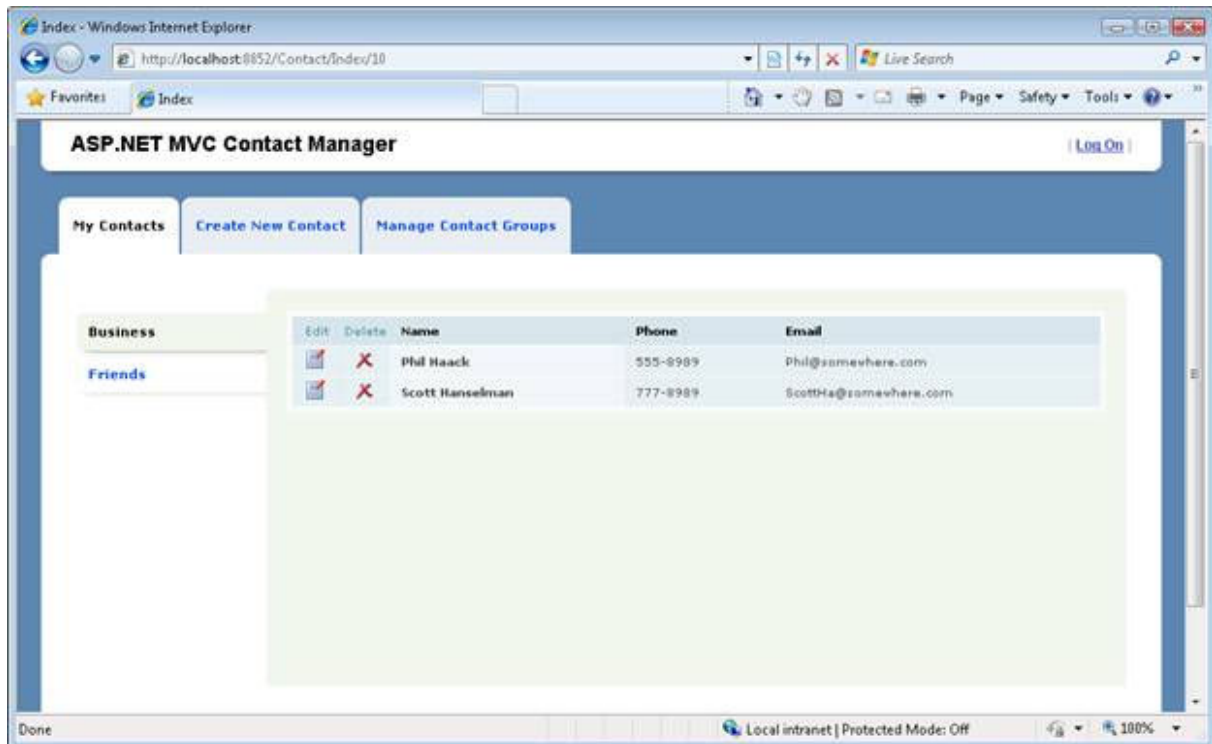 Index - Windows Internet Explorer
http://localhost:8852/Contact/Index/10
Live Search
Favorites Index Page Safety Tools
ASP.NET MVC Contact Manager | Log On |
My Contacts Create New Contact Manage Contact Groups
Business
Friends
Edit Delete Name Phone Email
Phil Haack 555-8989 Phil@somewhere.com
Scott Hanselman 777-8989 ScottHa@somewhere.com
Done Local intranet | Protected Mode: Off 100%